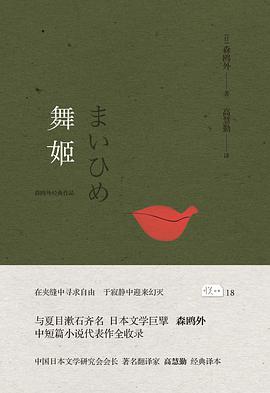 [日]森鸥外——著
高慧勤——译
まいひめ
舞姬
森鸥外经典作品
在夹缝中寻求自由 于寂静中迎来幻灭
18
与夏目漱石齐名 日本文学巨擘 森鸥外
中短篇小说代表作全收录
中国日本文学研究会会长 著名翻译家 高慧勤 经典译本